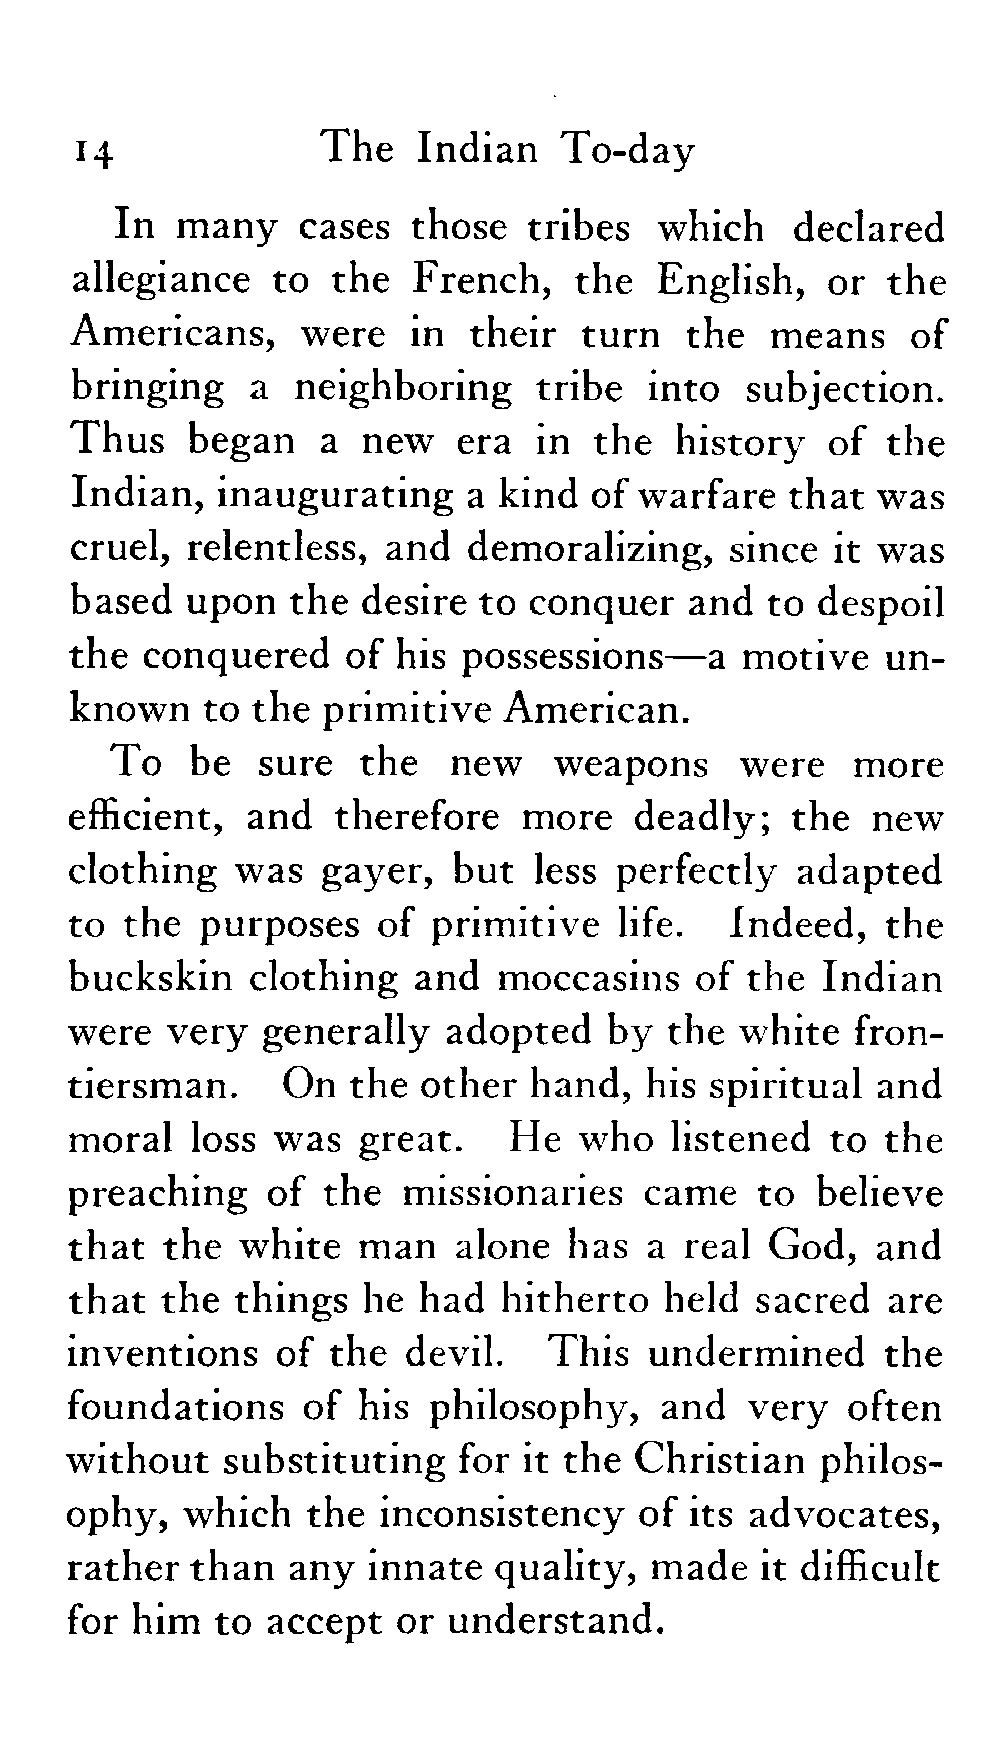 14 The Indian To-day
In many cases those tribes which declared
allegiance to the French, the English, or the
Americans, were in their turn the means of
bringing a neighboring tribe into subjection.
Thus began a new era in the history of the
Indian, inaugurating a kind of warfare that was
cruel, relentless, and demoralizing, since it was
based upon the desire to conquer and to despoil
the conquered of his possessions—a motive un-
known to the primitive American.
To be sure the new weapons were more
efficient, and therefore more deadly; the new
clothing was gayer, but less perfectly adapted
to the purposes of primitive life. Indeed, the
buckskin clothing and moccasins of the Indian
were very generally adopted by the white fron-
tiersman. On the other hand, his spiritual and
moral loss was great. He who listened to the
preaching of the missionaries came to believe
that the white man alone has a real God, and
that the things he had hitherto held sacred are
inventions of the devil. This undermined the
foundations of his philosophy, and very often
without substituting for it the Christian philos-
ophy, which the inconsistency of its advocates,
rather than any innate quality, made it difficult
for him to accept or understand.